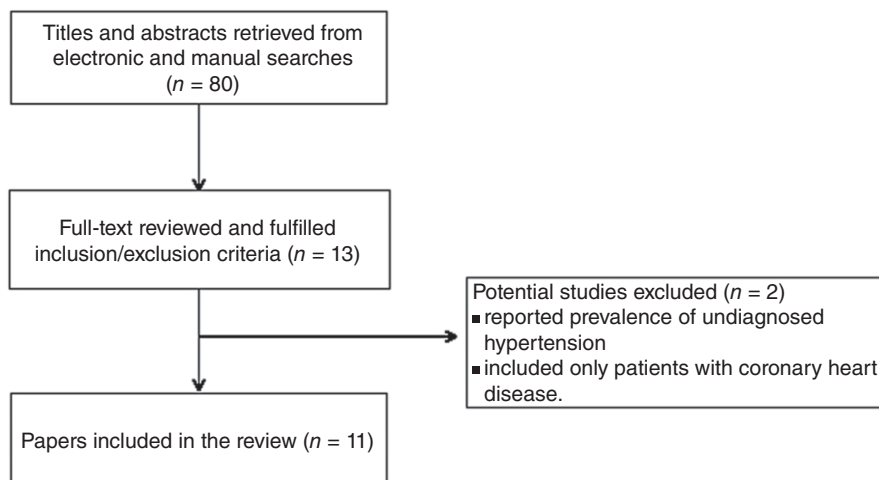 Titles and abstracts retrieved from
electronic and manual searches
(n = 80)
Full-text reviewed and fulfilled
inclusion/exclusion criteria (n = 13)
Potential studies excluded (n = 2)
▪ reported prevalence of undiagnosed
hypertension
▪ included only patients with coronary heart
disease.
Papers included in the review (n = 11)